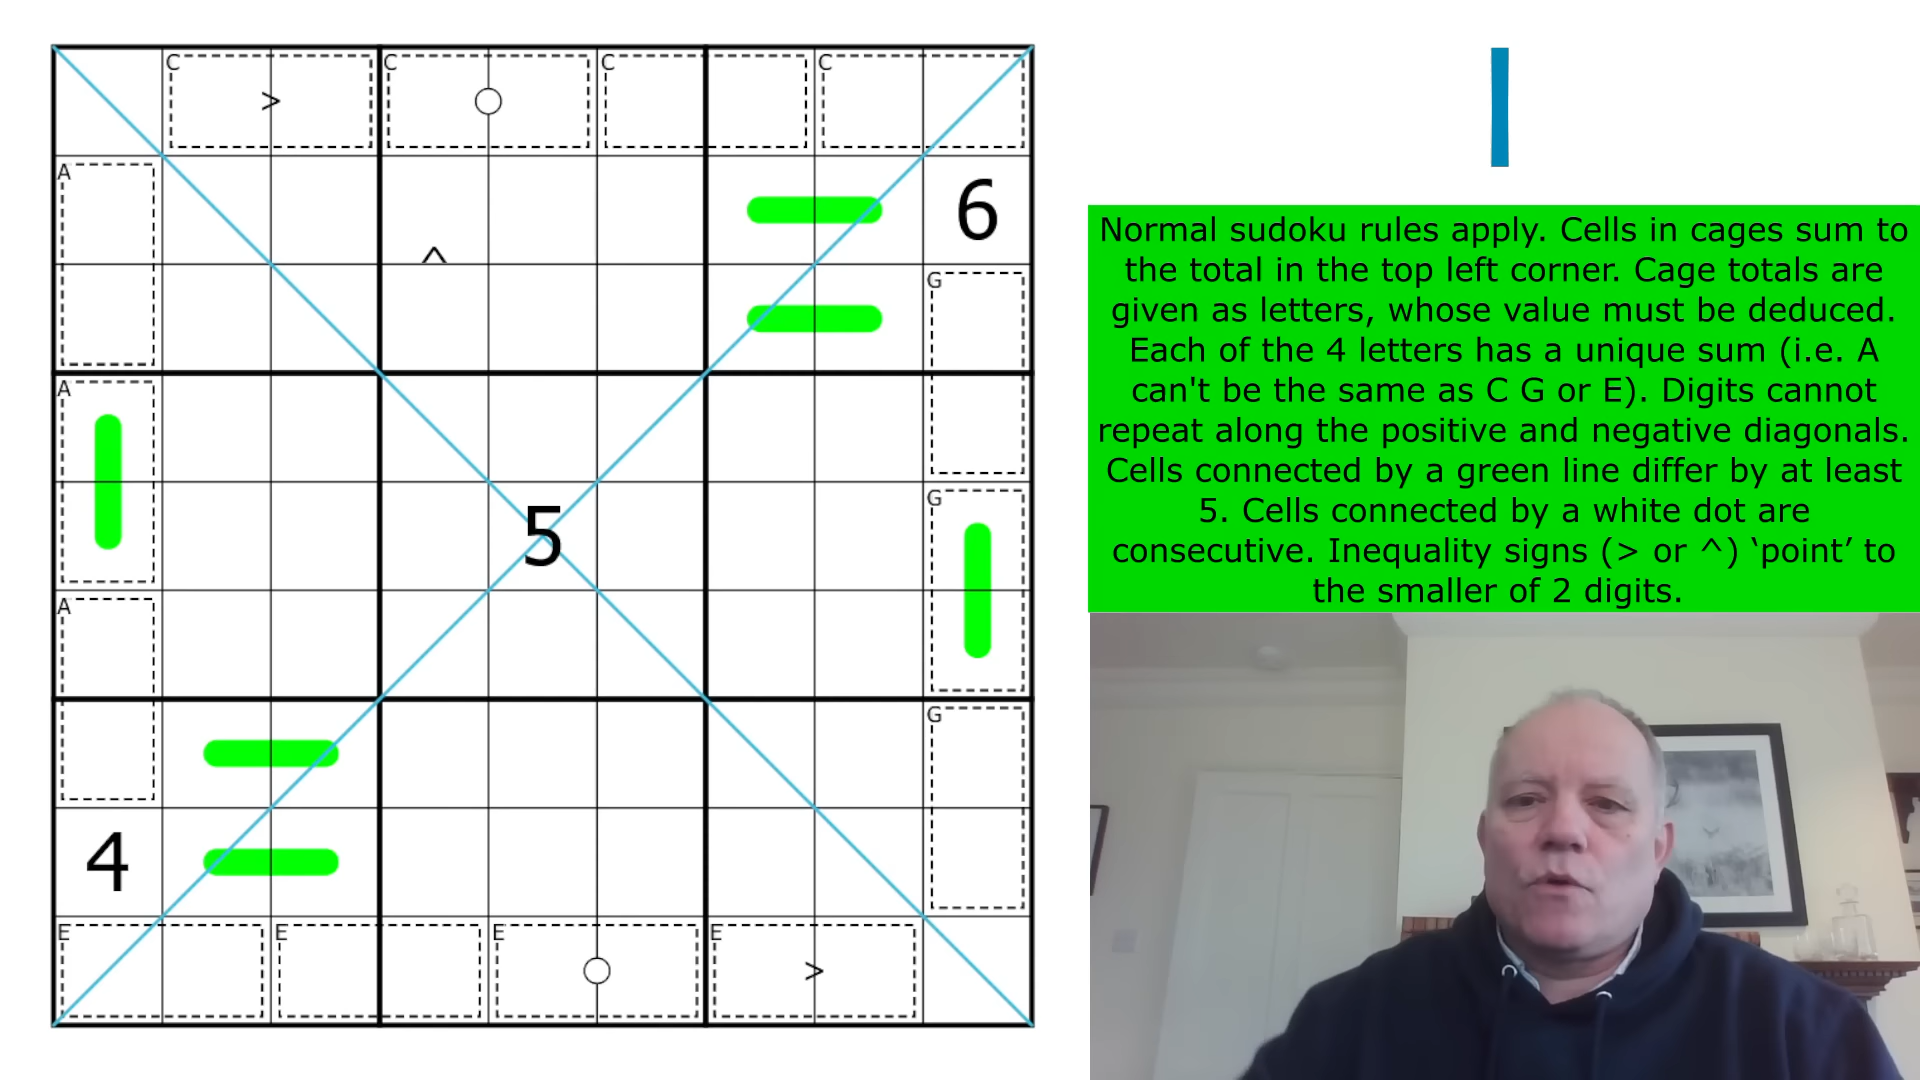 C > C C C
A 6
^
G
A
G
5
A
G
4
E E E E >
Normal sudoku rules apply. Cells in cages sum to
the total in the top left corner. Cage totals are
given as letters, whose value must be deduced.
Each of the 4 letters has a unique sum (i.e. A
can't be the same as C G or E). Digits cannot
repeat along the positive and negative diagonals.
Cells connected by a green line differ by at least
5. Cells connected by a white dot are
consecutive. Inequality signs (> or ^) ‘point’ to
the smaller of 2 digits.